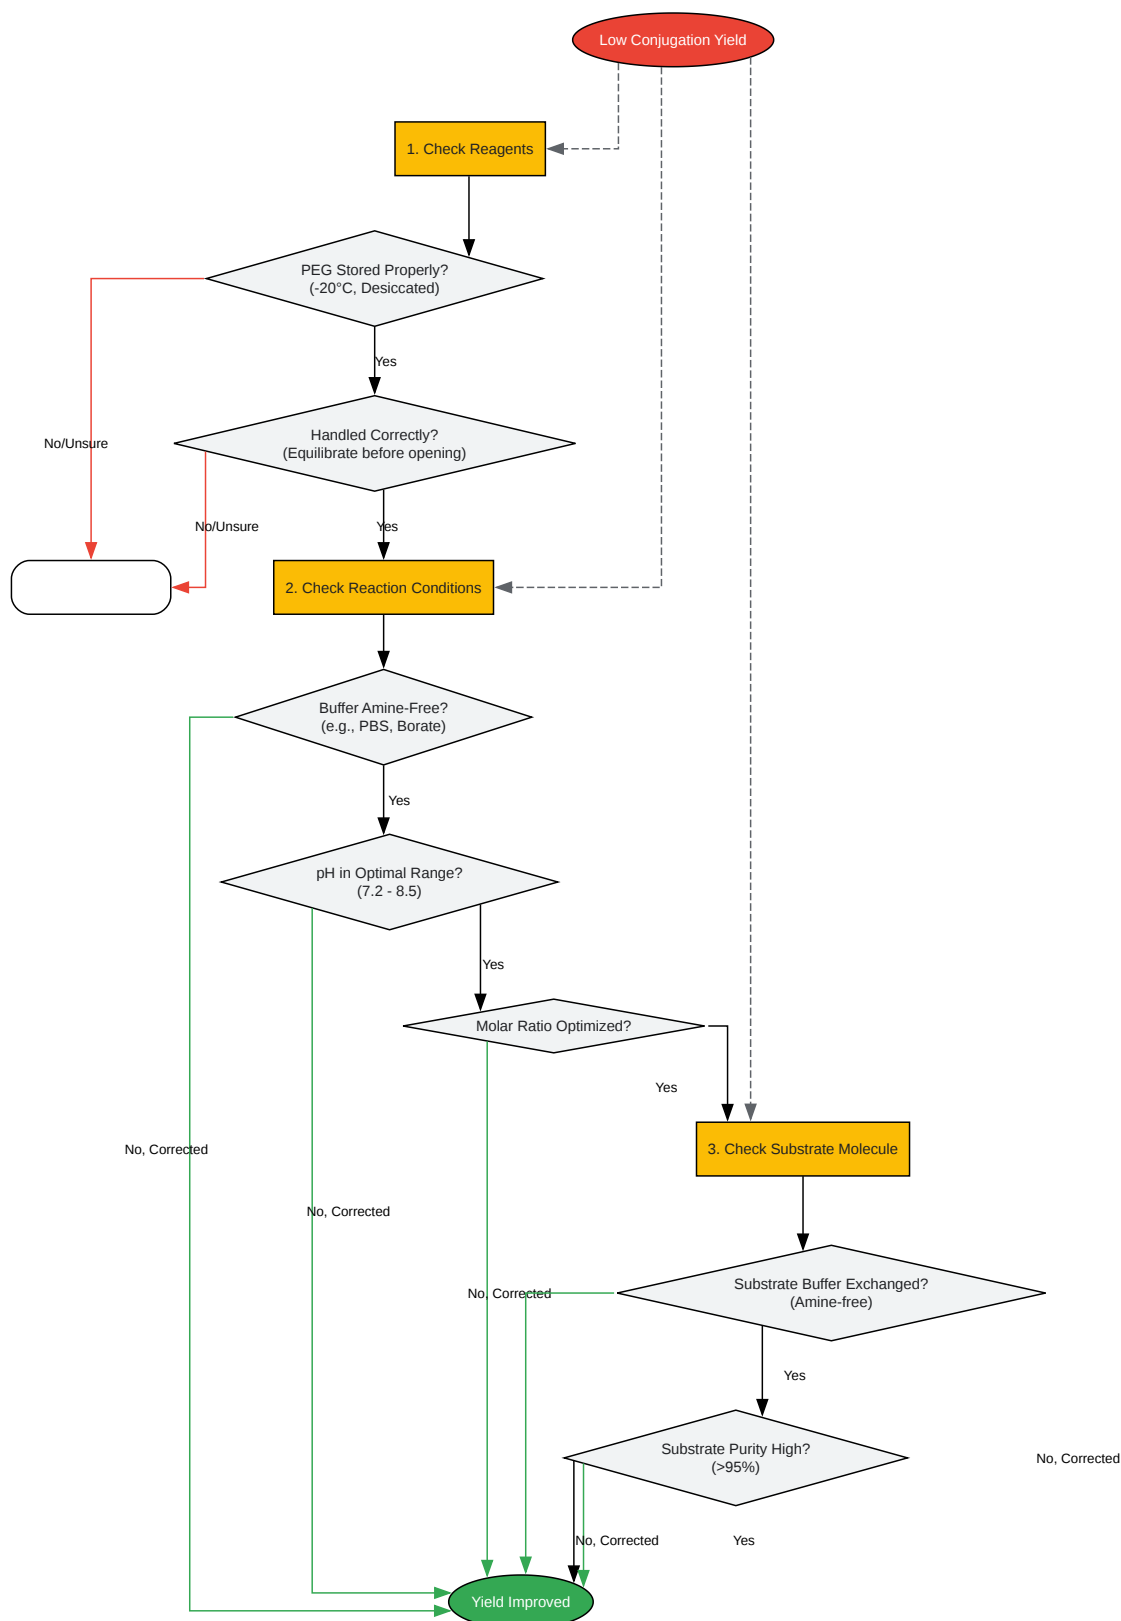 Low Conjugation Yield
1. Check Reagents
PEG Stored Properly?
(-20°C, Desiccated)
Yes
Handled Correctly?
(Equilibrate before opening)
No/Unsure
No/Unsure
Yes
2. Check Reaction Conditions
Buffer Amine-Free?
(e.g., PBS, Borate)
Yes
pH in Optimal Range?
(7.2 - 8.5)
Yes
Molar Ratio Optimized?
Yes
No, Corrected
3. Check Substrate Molecule
No, Corrected
Substrate Buffer Exchanged?
(Amine-free)
No, Corrected
Yes
Substrate Purity High?
(>95%)
No, Corrected
No, Corrected
Yes
Yield Improved